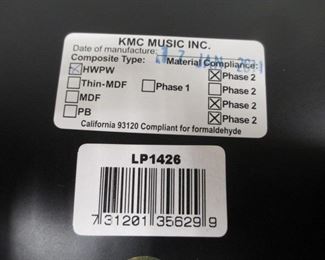 KMC MUSIC INC.
Date of manufacture: JAN
Composite Type: Material Compliance:
HWPW Phase 2
Thin-MDF Phase 1 Phase 2
MDF Phase 2
PB Phase 2
California 93120 Compliant for formaldehyde
LP1426
7 31201 35629 9